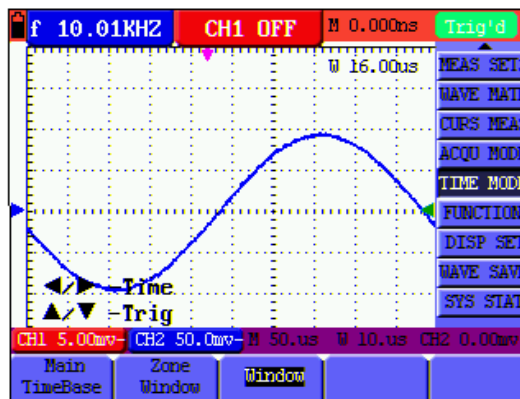 f 10.01KHZ CH1 OFF M 0.000ns Trig'd
W 16.00us
MEAS SET
WAVE MAT
CURS MEA
ACQU MOD
TIME MOD
FUNCTION
DISP SET
WAVE SAVE
SYS STAT
◀/▶ -Time
▲/▼ -Trig
CH1 5.00mv- CH2 50.0mv- M 50.us W 10.us CH2 0.00mv
Main TimeBase
Zone Window
Window